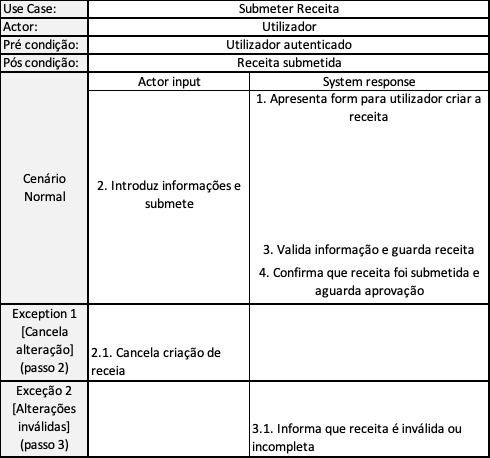 Use Case: Submeter Receita
Actor: Utilizador
Pré condição: Utilizador autenticado
Pós condição: Receita submetida
Cenário
Normal
Actor input System response
1. Apresenta form para utilizador criar a
receita
2. Introduz informações e
submete
3. Valida informação e guarda receita
4. Confirma que receita foi submetida e
aguarda aprovação
Exception 1
[Cancela
alteração]
(passo 2)
2.1. Cancela criação de
receia
Exceção 2
[Alterações
inválidas]
(passo 3)
3.1. Informa que receita é inválida ou
incompleta